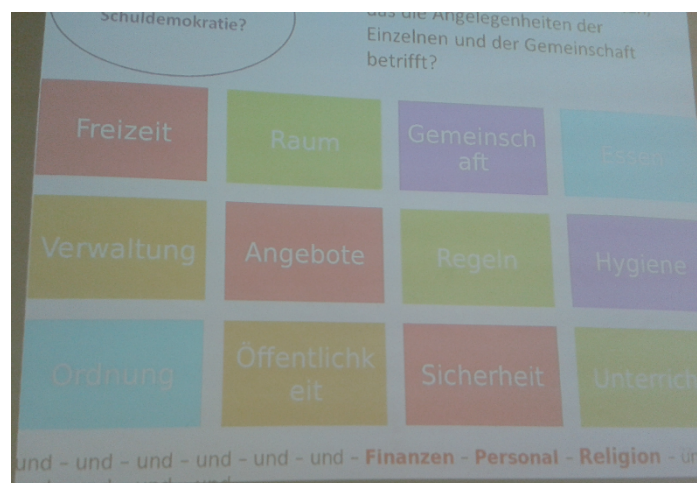 Schuldemokratie?
die Angelegenheiten der
Einzelnen und der Gemeinschaft
betrifft?
Freizeit
Raum
Gemeinsch
aft
Essen
Verwaltung
Angebote
Regeln
Hygiene
Ordnung
Öffentlichk
eit
Sicherheit
Unterrich
und – und – und – und – und – und – Finanzen – Personal – Religion – ün